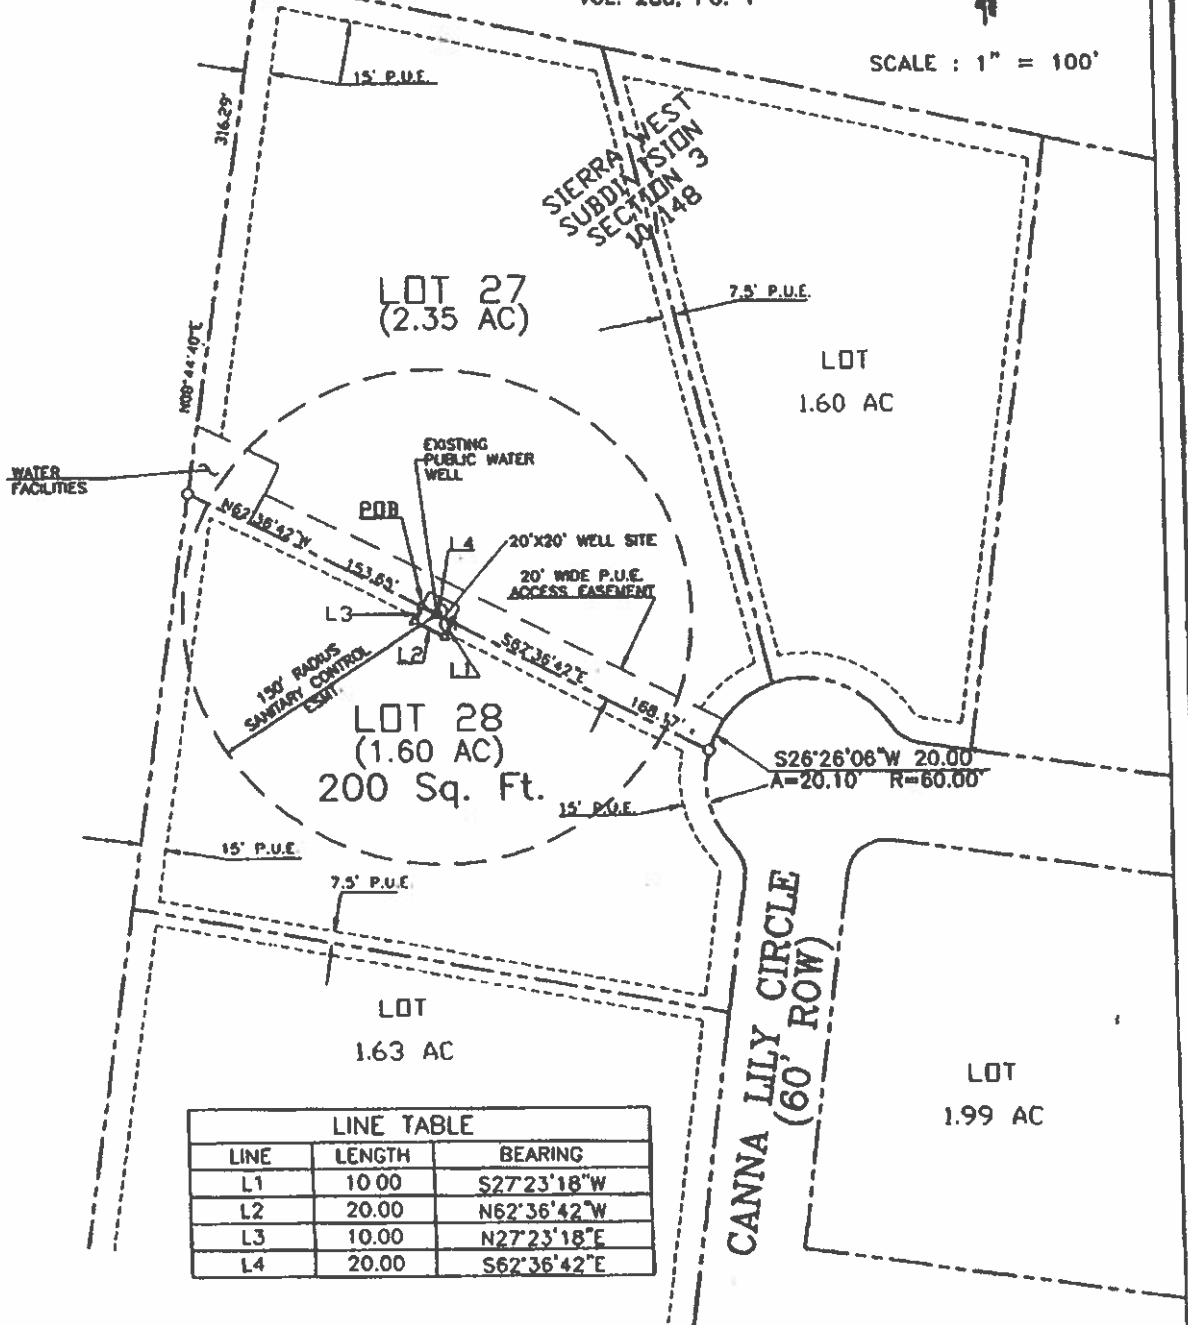 SCALE : 1" = 100'
15' P.U.E.
316.29'
SIERRA WEST
SUBDIVISION
SECTION 3
10/148
LOT 27
(2.35 AC)
7.5' P.U.E.
LOT
1.60 AC
N09°44'40"E
EXISTING
PUBLIC WATER
WELL
WATER
FACILITIES
N62°36'42"W
153.65'
POB
L4
20'X20' WELL SITE
20' WIDE P.U.E.
ACCESS EASEMENT
L3
L2
L1
S62°36'42"E
168.57'
150' RADIUS
SANITARY CONTROL
ESMT.
LOT 28
(1.60 AC)
200 Sq. Ft.
S26°26'06"W 20.00'
A=20.10' R=60.00'
15' P.U.E.
15' P.U.E.
7.5' P.U.E.
CANNA LILY CIRCLE
(60' ROW)
LOT
1.63 AC
LOT
1.99 AC
LINE TABLE
LINE LENGTH BEARING
L1 10.00 S27°23'18"W
L2 20.00 N62°36'42"W
L3 10.00 N27°23'18"E
L4 20.00 S62°36'42"E